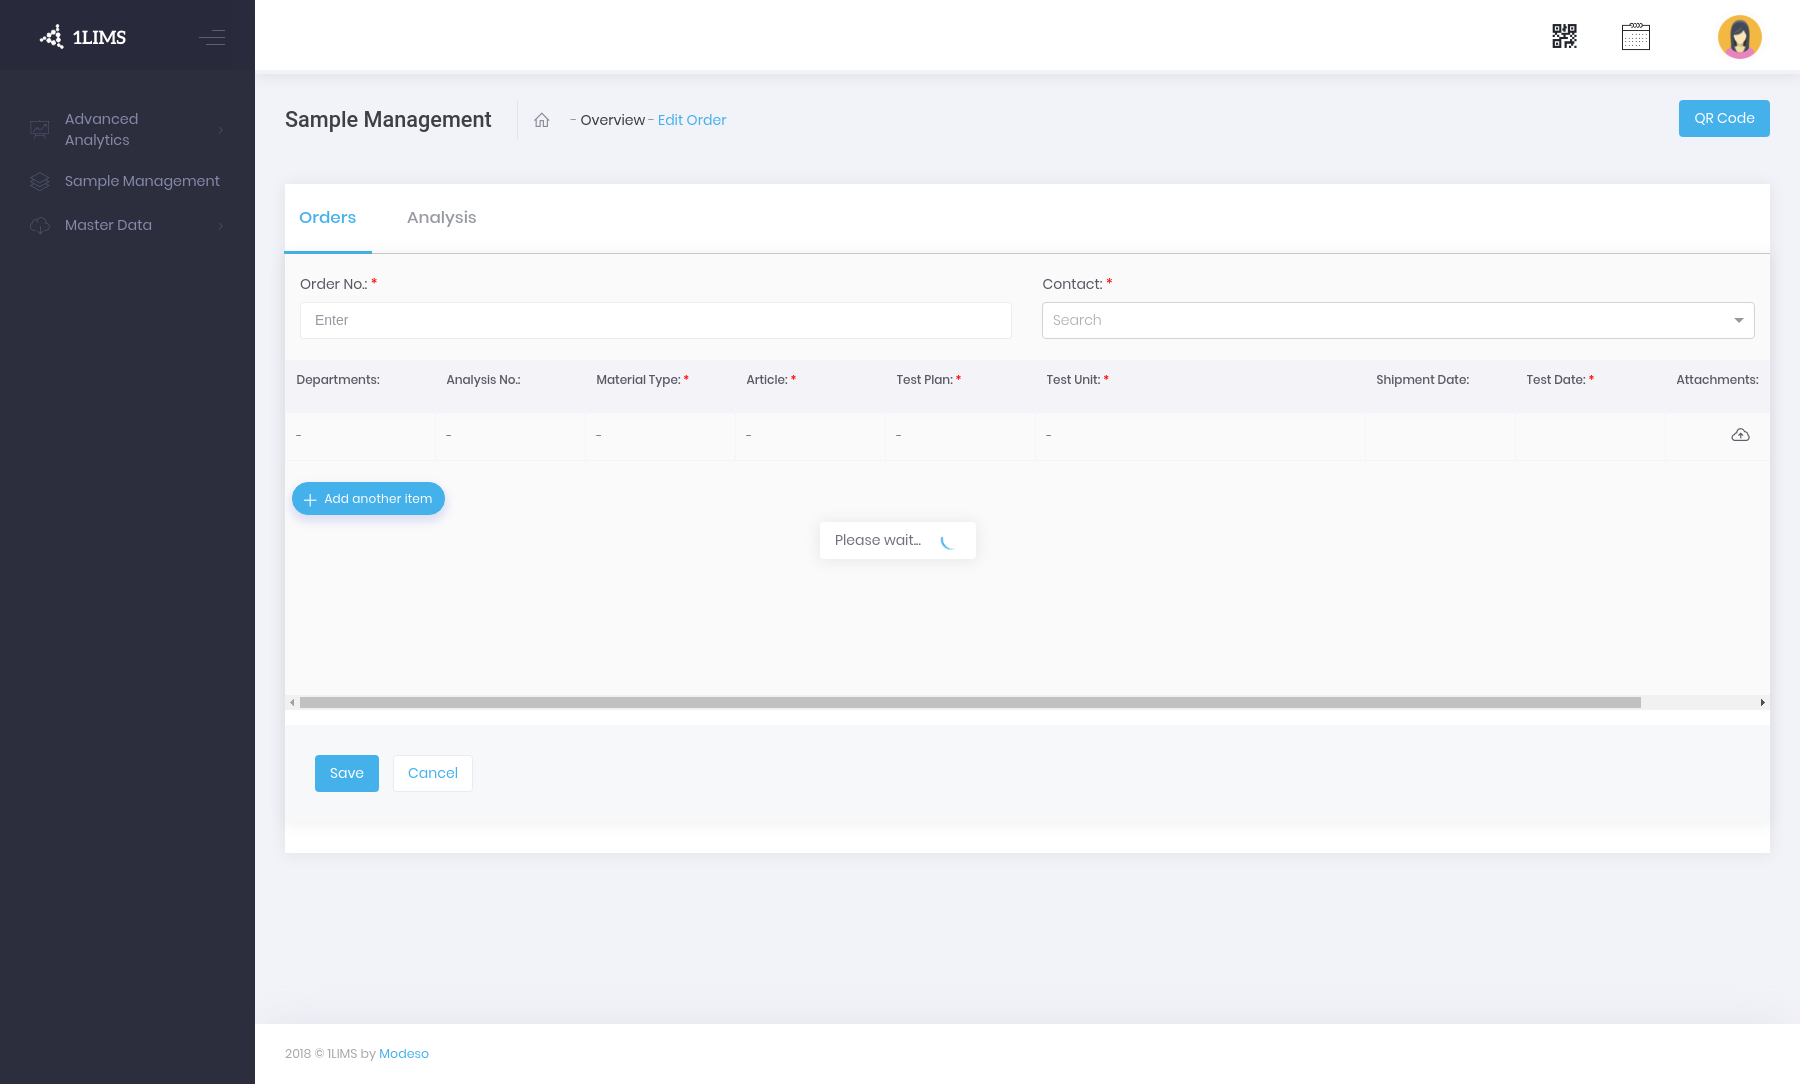 1LIMS
Advanced
Analytics
Sample Management
Master Data
Sample Management
- Overview - Edit Order
QR Code
Orders
Analysis
Order No.: *
Contact: *
Enter
Search
Departments:
Analysis No.:
Material Type: *
Article: *
Test Plan: *
Test Unit: *
Shipment Date:
Test Date: *
Attachments:
- - - - - -
Add another item
Please wait...
Save
Cancel
2018 © 1LIMS by Modeso